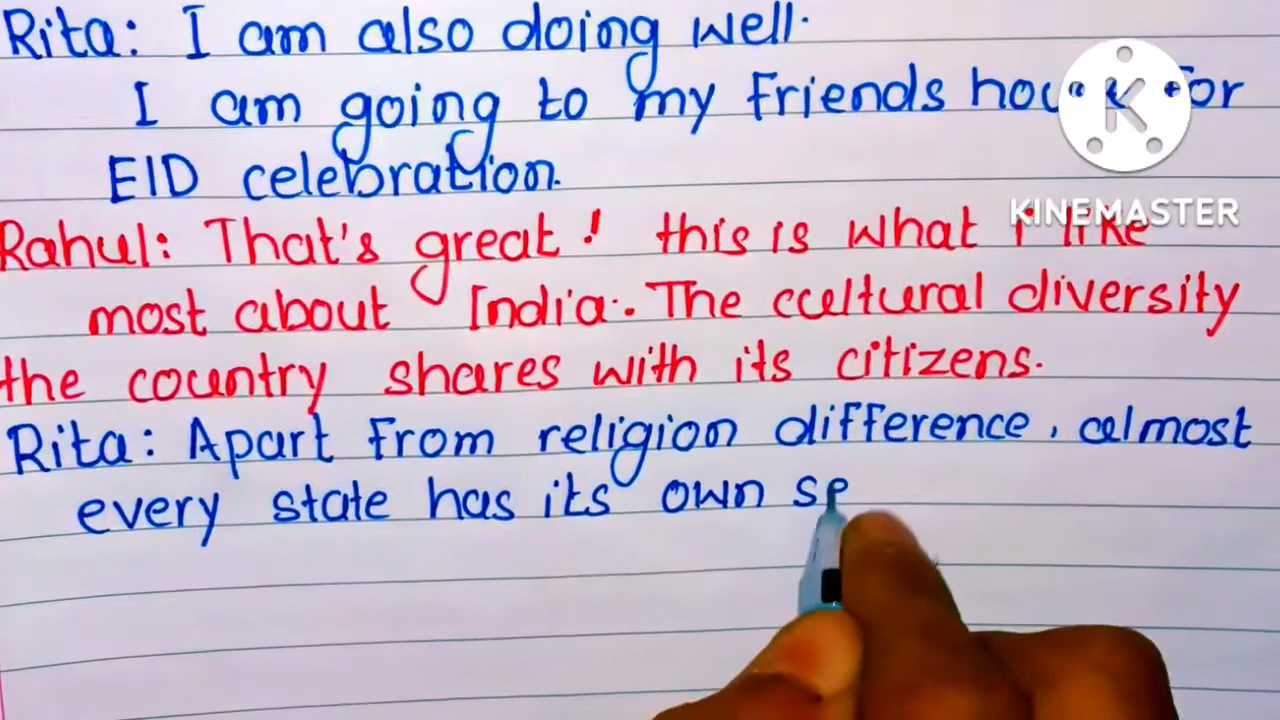 Rita: I am also doing well.
I am going to my Friends for
EID celebration.
Rahul: That's great! this is what i like
most about India. The cultural diversity
the country shares with its citizens.
Rita: Apart From religion difference, almost
every state has its own
K
KINEMASTER